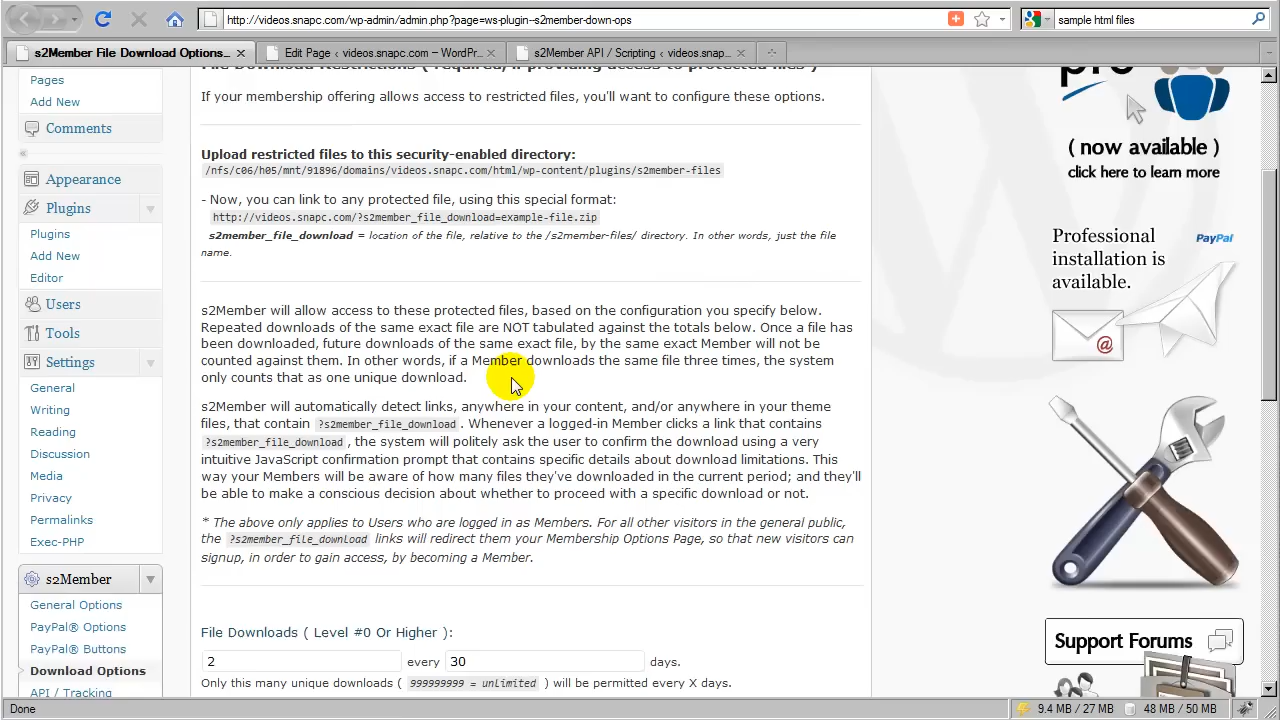 http://videos.snapc.com/wp-admin/admin.php?page=ws-plugin--s2member-down-ops
sample html files
s2Member File Download Options...
Edit Page ‹ videos.snapc.com — WordPr...
s2Member API / Scripting ‹ videos.snap...
Pages
Add New
Comments
Appearance
Plugins
Plugins
Add New
Editor
Users
Tools
Settings
General
Writing
Reading
Discussion
Media
Privacy
Permalinks
Exec-PHP
s2Member
General Options
PayPal® Options
PayPal® Buttons
Download Options
API / Tracking
File Download Restrictions ( required, if providing access to protected files )
If your membership offering allows access to restricted files, you'll want to configure these options.
Upload restricted files to this security-enabled directory:
/nfs/c06/h05/mnt/91896/domains/videos.snapc.com/html/wp-content/plugins/s2member-files
- Now, you can link to any protected file, using this special format:
http://videos.snapc.com/?s2member_file_download=example-file.zip
s2member_file_download = location of the file, relative to the /s2member-files/ directory. In other words, just the file
name.
s2Member will allow access to these protected files, based on the configuration you specify below.
Repeated downloads of the same exact file are NOT tabulated against the totals below. Once a file has
been downloaded, future downloads of the same exact file, by the same exact Member will not be
counted against them. In other words, if a Member downloads the same file three times, the system
only counts that as one unique download.
s2Member will automatically detect links, anywhere in your content, and/or anywhere in your theme
files, that contain ?s2member_file_download . Whenever a logged-in Member clicks a link that contains
?s2member_file_download , the system will politely ask the user to confirm the download using a very
intuitive JavaScript confirmation prompt that contains specific details about download limitations. This
way your Members will be aware of how many files they've downloaded in the current period; and they'll
be able to make a conscious decision about whether to proceed with a specific download or not.
* The above only applies to Users who are logged in as Members. For all other visitors in the general public,
the ?s2member_file_download links will redirect them your Membership Options Page, so that new visitors can
signup, in order to gain access, by becoming a Member.
File Downloads ( Level #0 Or Higher ):
2 every 30 days.
Only this many unique downloads ( 999999999 = unlimited ) will be permitted every X days.
pro
( now available )
click here to learn more
Professional
installation is
available.
PayPal
@
Support Forums
Done
9.4 MB / 27 MB
48 MB / 50 MB